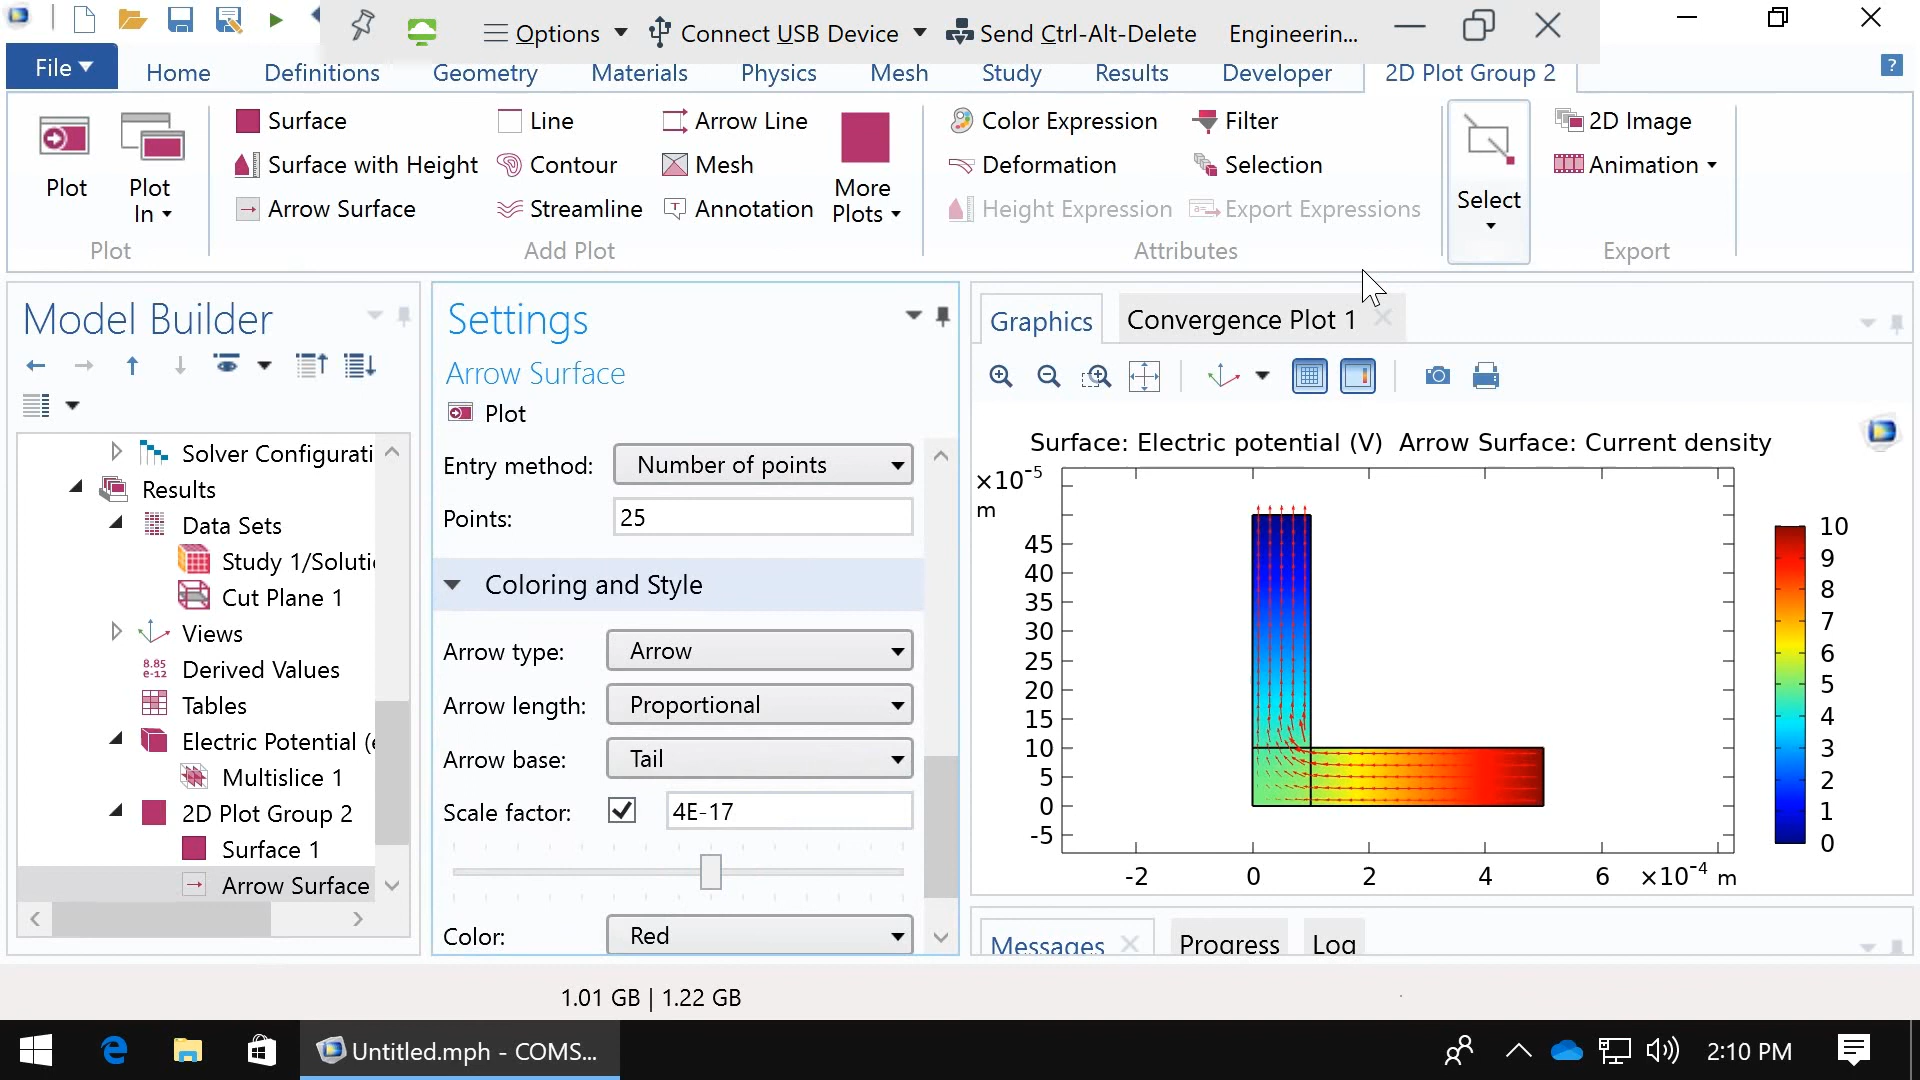 Options Connect USB Device Send Ctrl-Alt-Delete Engineerin...
File Home Definitions Geometry Materials Physics Mesh Study Results Developer 2D Plot Group 2 ?
Surface Line Arrow Line Color Expression Filter 2D Image
Surface with Height Contour Mesh Deformation Selection Animation
Plot Plot In More Plots Select
Arrow Surface Streamline Annotation Height Expression Export Expressions
Plot Add Plot Attributes Export
Model Builder
Solver Configurati
Results
Data Sets
Study 1/Soluti
Cut Plane 1
Views
8.85
e-12
Derived Values
Tables
Electric Potential (
Multislice 1
2D Plot Group 2
Surface 1
Arrow Surface
Settings
Arrow Surface
Plot
Entry method: Number of points
Points: 25
Coloring and Style
Arrow type: Arrow
Arrow length: Proportional
Arrow base: Tail
Scale factor: 4E-17
Color: Red
Graphics Convergence Plot 1
Surface: Electric potential (V) Arrow Surface: Current density
×10⁻⁵
m
45
40
35
30
25
20
15
10
5
0
-5
-2 0 2 4 6 ×10⁻⁴ m
10
9
8
7
6
5
4
3
2
1
0
Messages Progress Log
1.01 GB | 1.22 GB
Untitled.mph - COMS... 2:10 PM